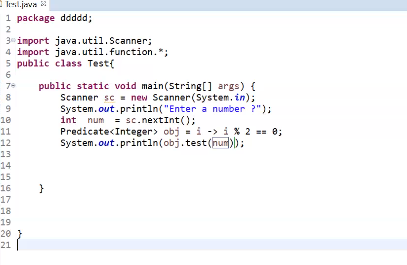 Test.java
1 package ddddd;
2
3 import java.util.Scanner;
4 import java.util.function.*;
5 public class Test{
6
7 public static void main(String[] args) {
8 Scanner sc = new Scanner(System.in);
9 System.out.println("Enter a number ?");
10 int num = sc.nextInt();
11 Predicate<Integer> obj = i -> i % 2 == 0;
12 System.out.println(obj.test(num));
13
14
15
16 }
17
18
19
20 }
21